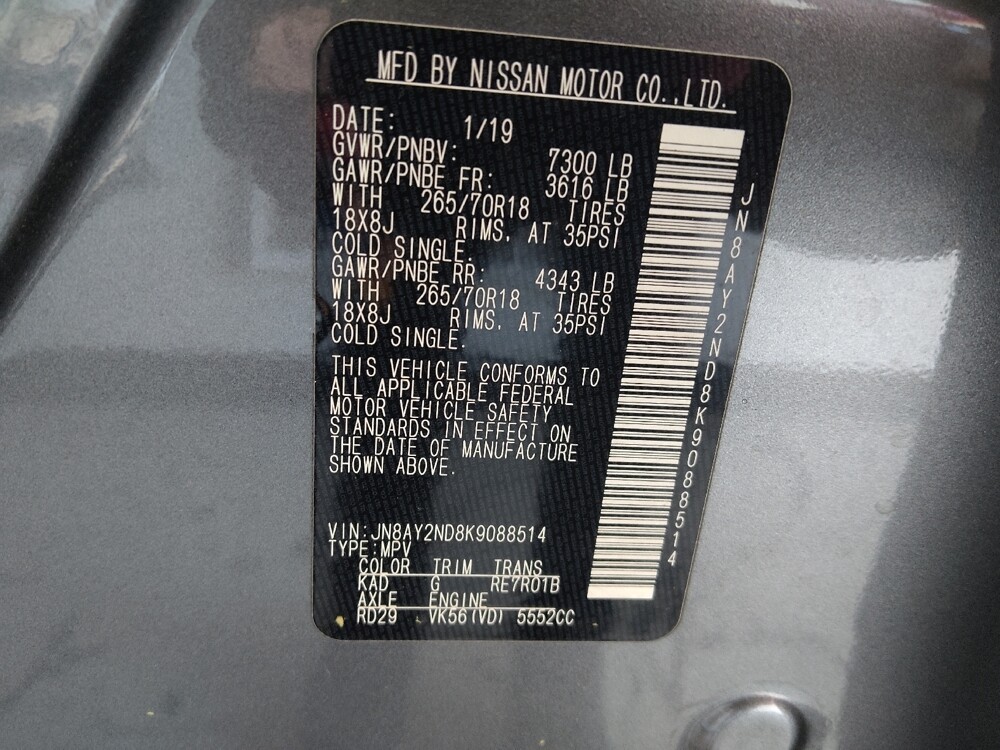 MFD BY NISSAN MOTOR CO.,LTD.
DATE: 1/19
GVWR/PNBV: 7300 LB
GAWR/PNBE FR: 3616 LB
WITH 265/70R18 TIRES
18X8J RIMS, AT 35PSI
COLD SINGLE.
GAWR/PNBE RR: 4343 LB
WITH 265/70R18 TIRES
18X8J RIMS, AT 35PSI
COLD SINGLE.
THIS VEHICLE CONFORMS TO
ALL APPLICABLE FEDERAL
MOTOR VEHICLE SAFETY
STANDARDS IN EFFECT ON
THE DATE OF MANUFACTURE
SHOWN ABOVE.
VIN:JN8AY2ND8K9088514
TYPE:MPV
COLOR TRIM TRANS
KAD G RE7R01B
AXLE ENGINE
RD29 VK56(VD) 5552CC
JN8AY2ND8K9088514